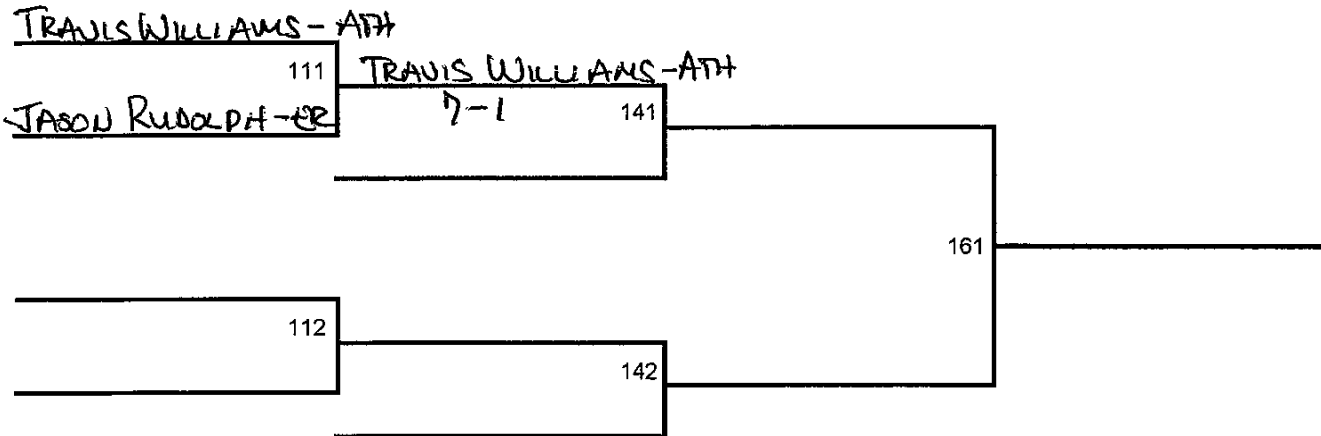 TRAVIS WILLIAMS - ATH
111
TRAVIS WILLIAMS - ATH
JASON RUDOLPH - ER
7-1
141
161
112
142